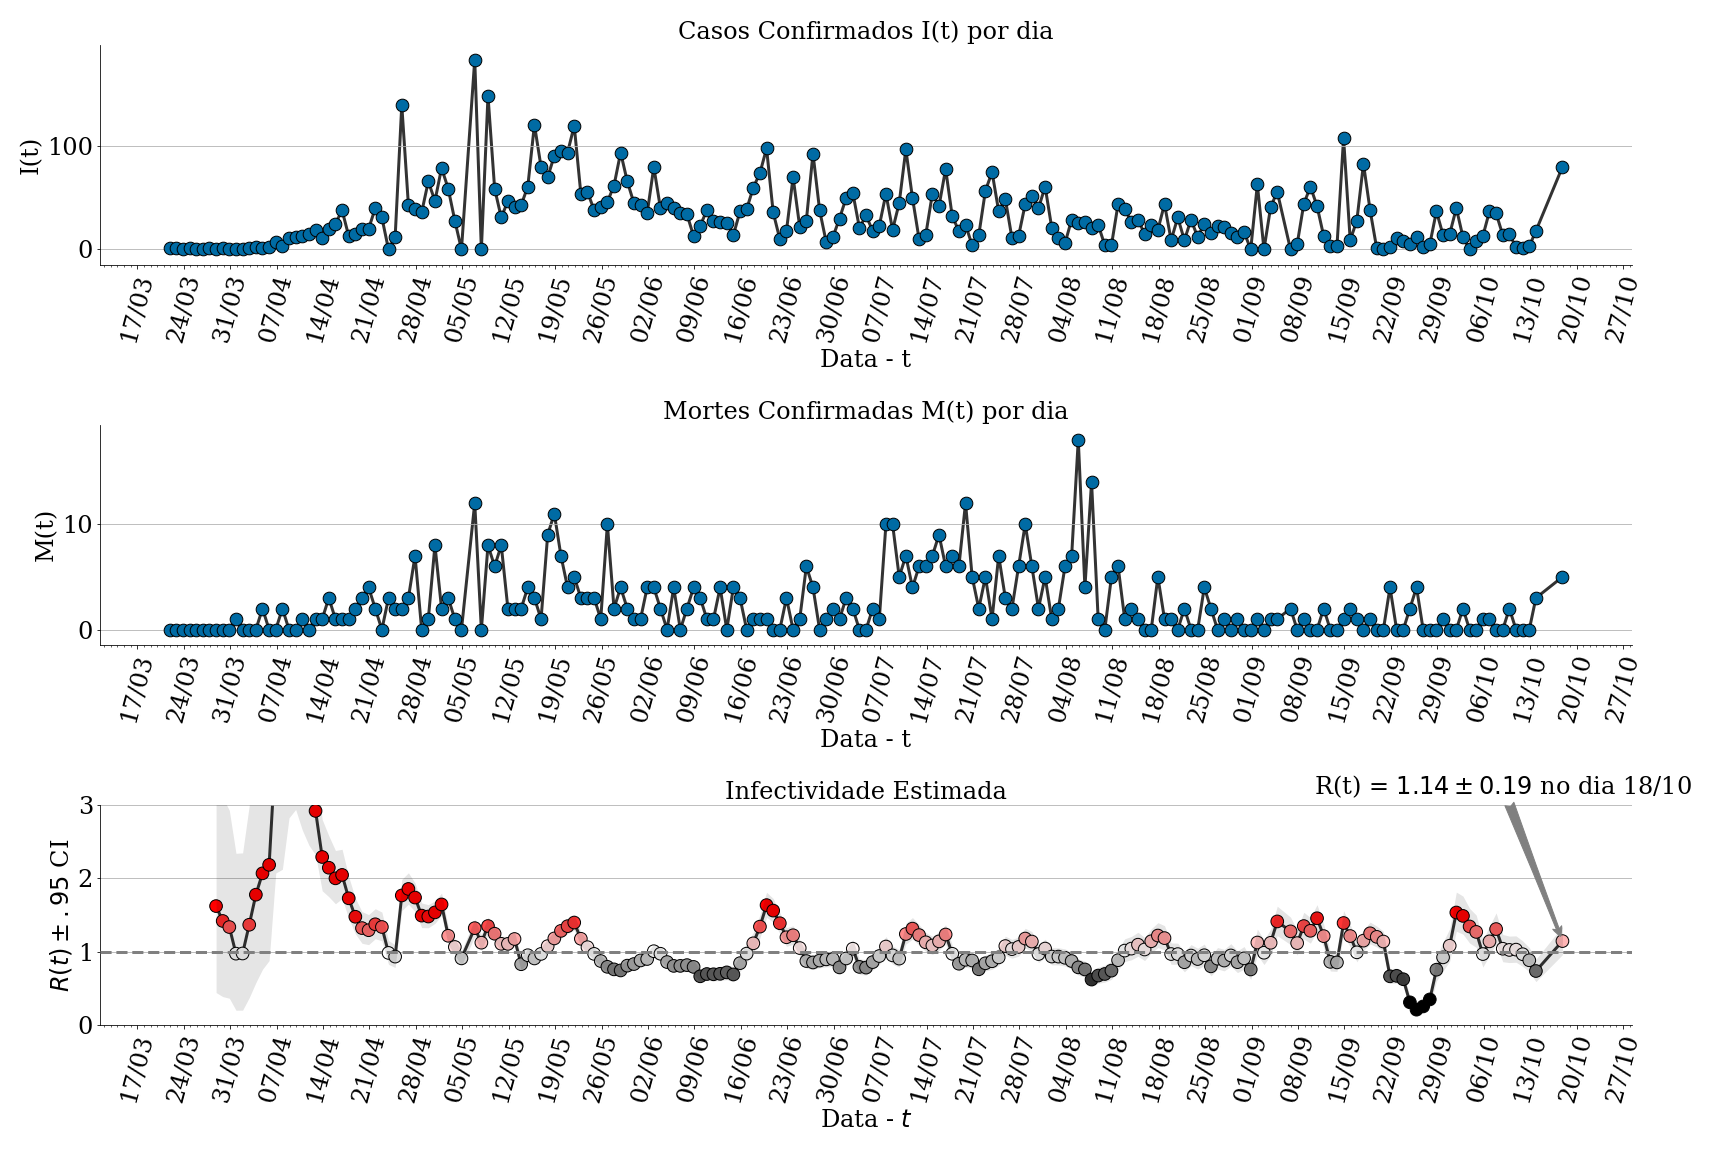 Casos Confirmados I(t) por dia
I(t)
100
0
17/03 24/03 31/03 07/04 14/04 21/04 28/04 05/05 12/05 19/05 26/05 02/06 09/06 16/06 23/06 30/06 07/07 14/07 21/07 28/07 04/08 11/08 18/08 25/08 01/09 08/09 15/09 22/09 29/09 06/10 13/10 20/10 27/10
Data - t
Mortes Confirmadas M(t) por dia
M(t)
10
0
17/03 24/03 31/03 07/04 14/04 21/04 28/04 05/05 12/05 19/05 26/05 02/06 09/06 16/06 23/06 30/06 07/07 14/07 21/07 28/07 04/08 11/08 18/08 25/08 01/09 08/09 15/09 22/09 29/09 06/10 13/10 20/10 27/10
Data - t
R(t) = 1.14 ± 0.19 no dia 18/10
Infectividade Estimada
R(t) ± .95 CI
3
2
1
0
17/03 24/03 31/03 07/04 14/04 21/04 28/04 05/05 12/05 19/05 26/05 02/06 09/06 16/06 23/06 30/06 07/07 14/07 21/07 28/07 04/08 11/08 18/08 25/08 01/09 08/09 15/09 22/09 29/09 06/10 13/10 20/10 27/10
Data - t